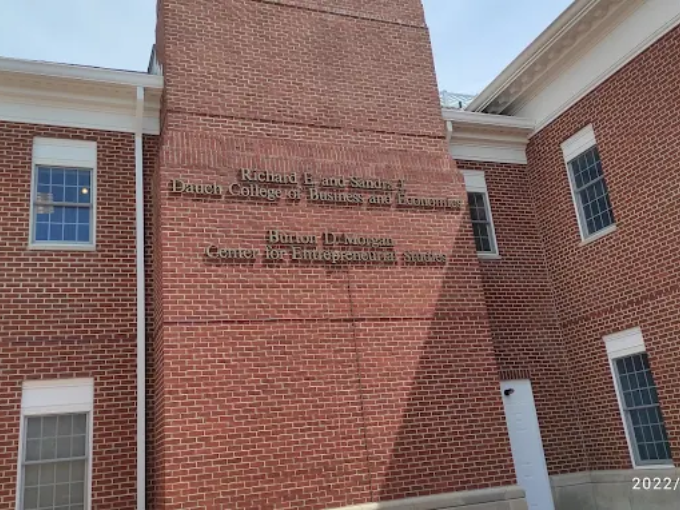 Richard E. and Sandra J.
Dauch College of Business and Economics
Burton D. Morgan
Center for Entrepreneurial Studies
2022/